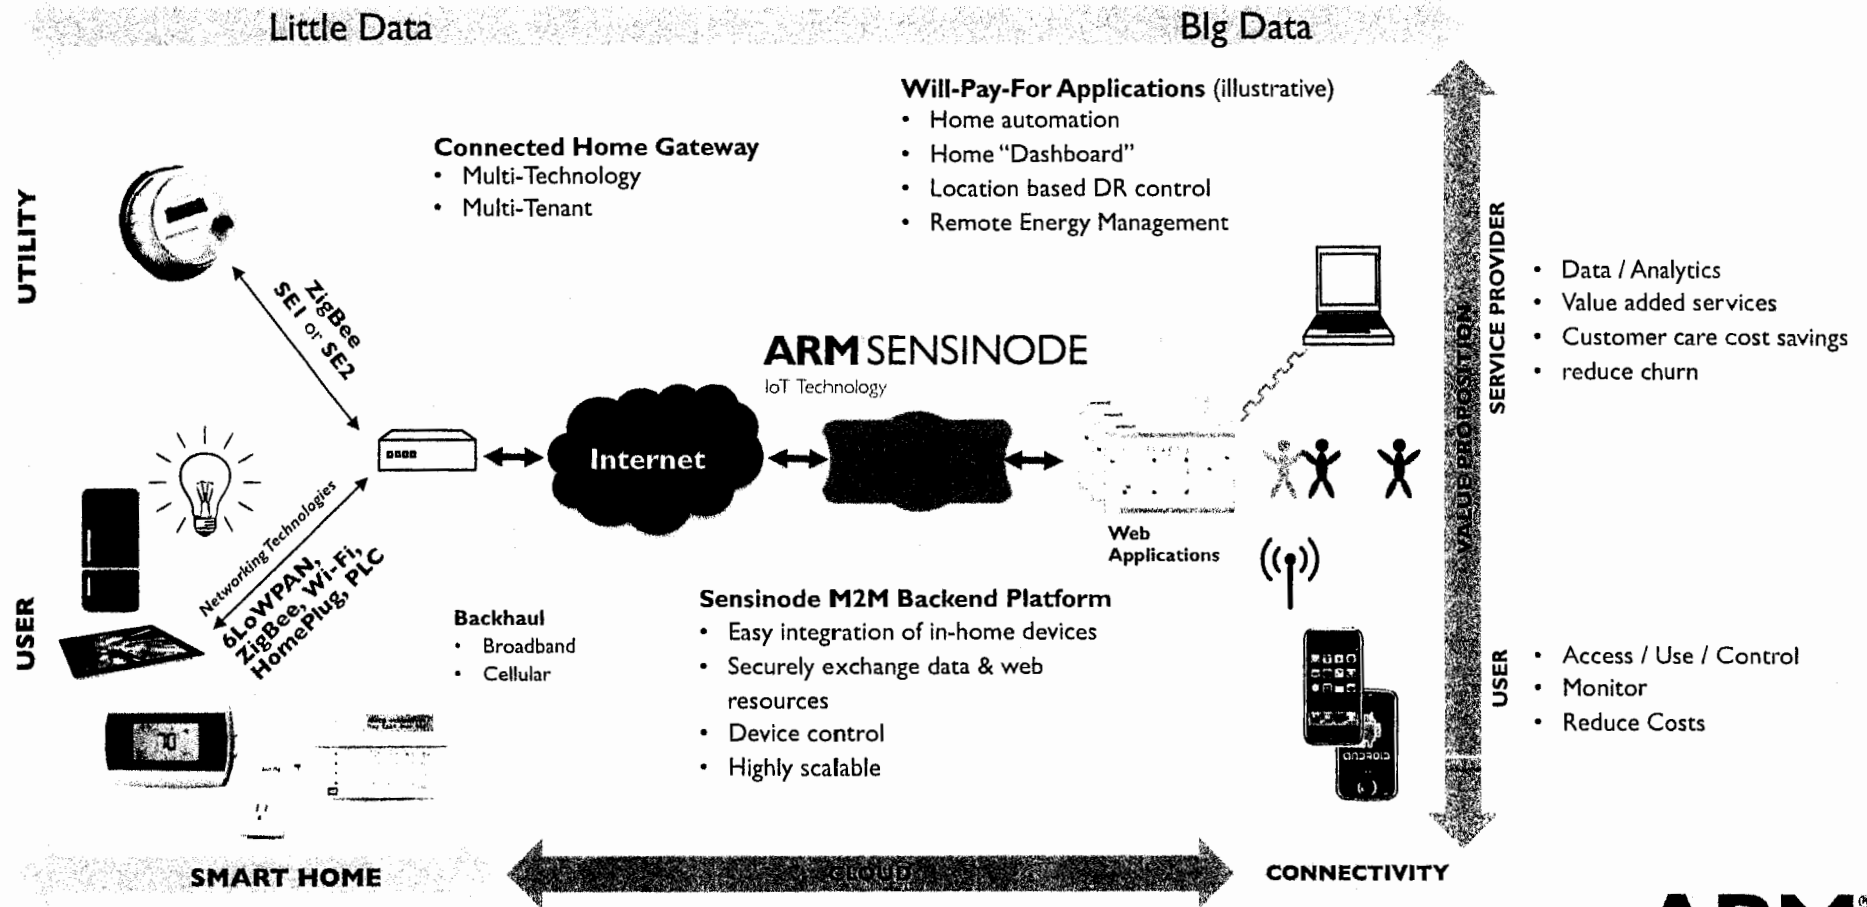 Little Data
BIg Data
Will-Pay-For Applications (illustrative)
• Home automation
• Home “Dashboard”
• Location based DR control
• Remote Energy Management
Connected Home Gateway
• Multi-Technology
• Multi-Tenant
UTILITY
ZigBee
SE1 or SE2
ARM SENSINODE
IoT Technology
Internet
Web
Applications
VALUE PROPOSITION
SERVICE PROVIDER
• Data / Analytics
• Value added services
• Customer care cost savings
• reduce churn
USER
Networking Technologies
6LoWPAN,
ZigBee, Wi-Fi,
HomePlug, PLC
Backhaul
• Broadband
• Cellular
Sensinode M2M Backend Platform
• Easy integration of in-home devices
• Securely exchange data & web
resources
• Device control
• Highly scalable
70
ANDROID
USER
• Access / Use / Control
• Monitor
• Reduce Costs
SMART HOME
CLOUD
CONNECTIVITY
ARM®